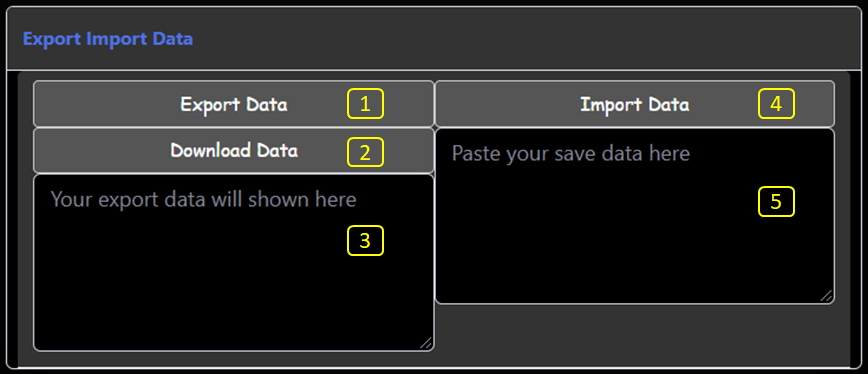 Export Import Data
Export Data 1
Import Data 4
Download Data 2
Paste your save data here
5
Your export data will shown here
3